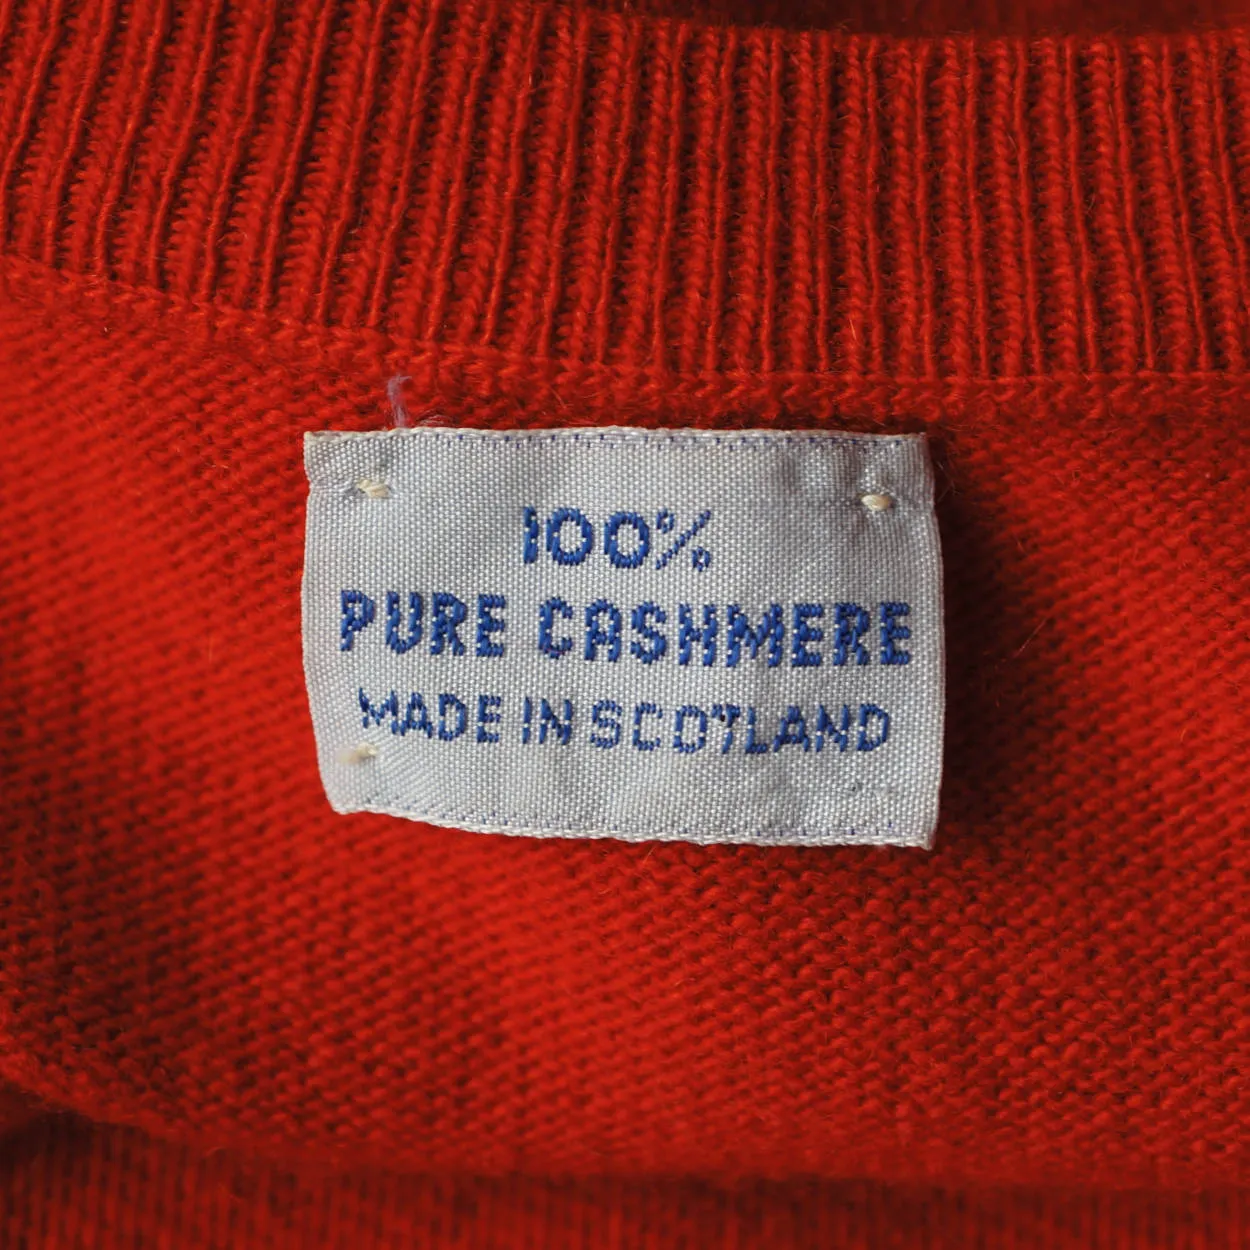 100%
PURE CASHMERE
MADE IN SCOTLAND